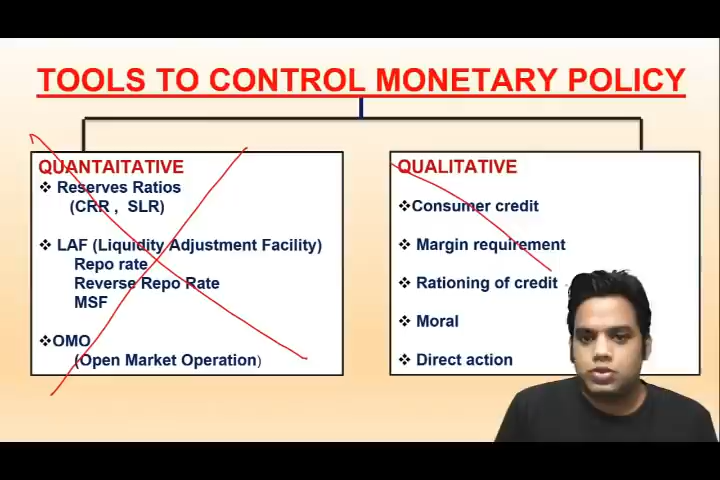 TOOLS TO CONTROL MONETARY POLICY
QUANTAITATIVE
❖ Reserves Ratios
(CRR , SLR)
❖ LAF (Liquidity Adjustment Facility)
Repo rate
Reverse Repo Rate
MSF
❖OMO
(Open Market Operation)
QUALITATIVE
❖Consumer credit
❖ Margin requirement
❖ Rationing of credit
❖ Moral
❖ Direct action